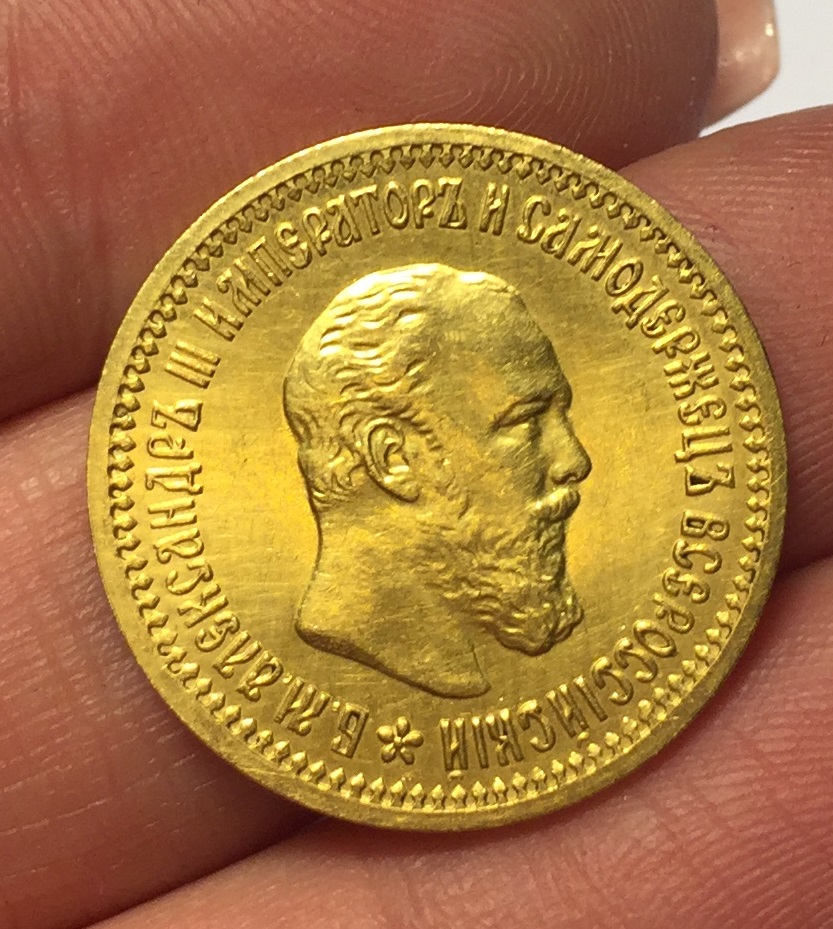 Б.М.АЛЕКСАНДРЪ III ИМПЕРАТОРЪ И САМОДЕРЖЕЦЪ ВСЕРОССІЙСКІЙ